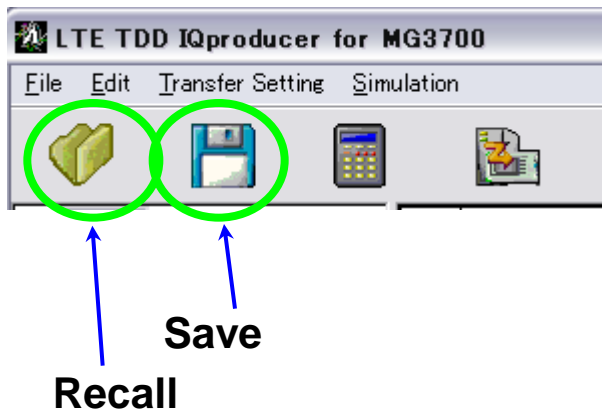 LTE TDD IQproducer for MG3700
File Edit Transfer Setting Simulation
Save
Recall